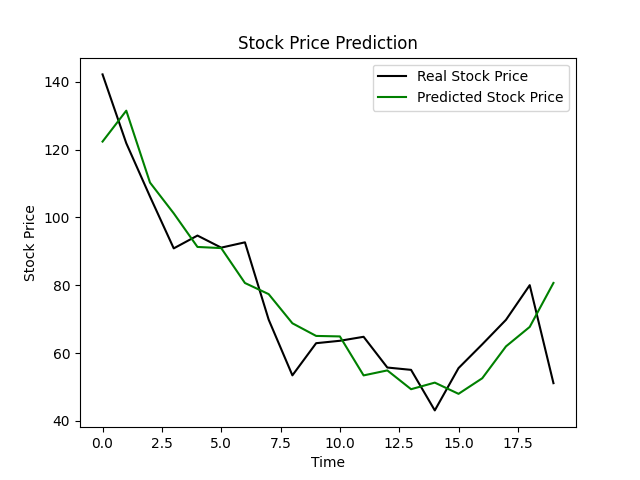 Stock Price Prediction
Real Stock Price
Predicted Stock Price
Stock Price
140
120
100
80
60
40
0.0 2.5 5.0 7.5 10.0 12.5 15.0 17.5
Time